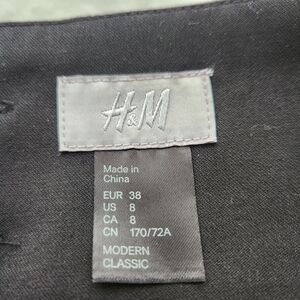 H&M
Made in
China
EUR 38
US 8
CA 8
CN 170/72A
MODERN
CLASSIC